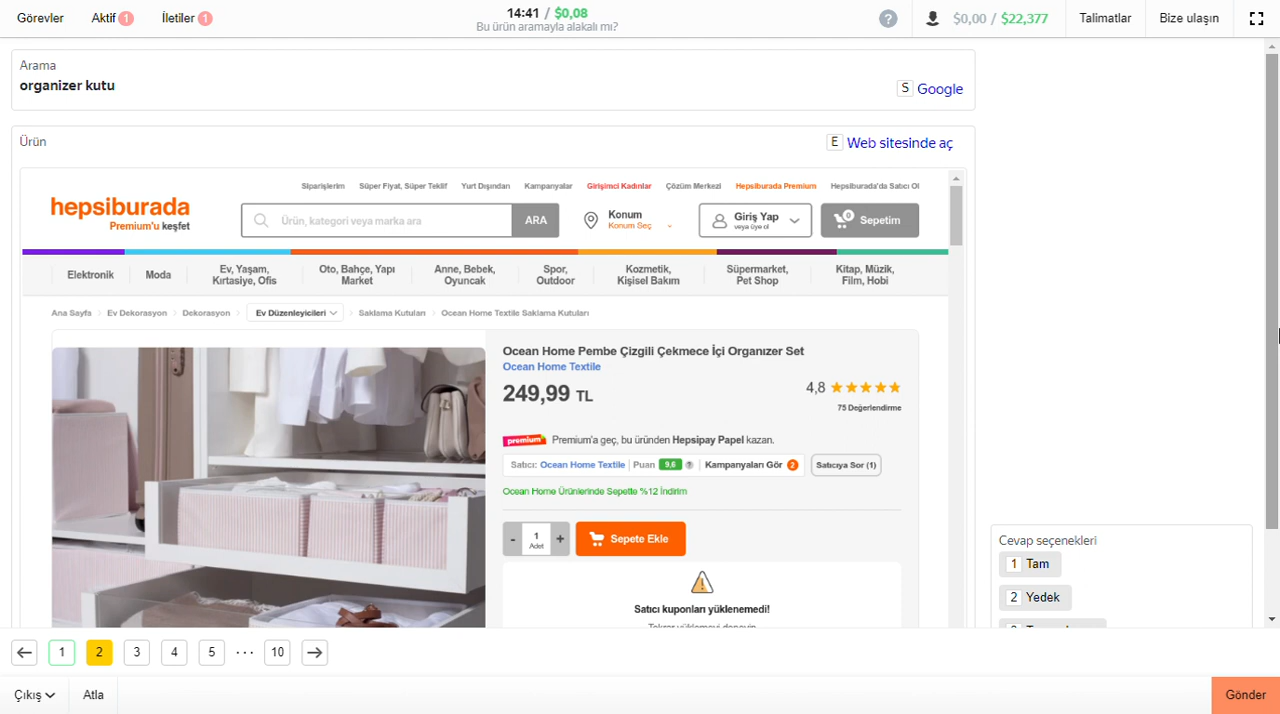 Görevler Aktif 1 İletiler 1 14:41 / $0,08 ? $0,00 / $22,377 Talimatlar Bize ulaşın
Bu ürün aramayla alakalı mı?
Arama
organizer kutu
S Google
Ürün
E Web sitesinde aç
Siparişlerim Süper Fiyat, Süper Teklif Yurt Dışından Kampanyalar Girişimci Kadınlar Çözüm Merkezi Hepsiburada Premium Hepsiburada'da Satıcı Ol
hepsiburada
Premium'u keşfet
Ürün, kategori veya marka ara ARA
Konum
Konum Seç
Giriş Yap
veya üye ol
0 Sepetim
Elektronik
Moda
Ev, Yaşam,
Kırtasiye, Ofis
Oto, Bahçe, Yapı
Market
Anne, Bebek,
Oyuncak
Spor,
Outdoor
Kozmetik,
Kişisel Bakım
Süpermarket,
Pet Shop
Kitap, Müzik,
Film, Hobi
Ana Sayfa Ev Dekorasyon Dekorasyon Ev Düzenleyicileri Saklama Kutuları Ocean Home Textile Saklama Kutuları
Ocean Home Pembe Çizgili Çekmece İçi Organızer Set
Ocean Home Textile
249,99 TL
4,8
75 Değerlendirme
premium Premium'a geç, bu üründen Hepsipay Papel kazan.
Satıcı: Ocean Home Textile Puan 9,6 ? Kampanyaları Gör 2 Satıcıya Sor (1)
Ocean Home Ürünlerinde Sepette %12 İndirim
- 1 +
Adet
Sepete Ekle
Satıcı kuponları yüklenemedi!
Tekrar yüklemeyi deneyin
Cevap seçenekleri
1 Tam
2 Yedek
1 2 3 4 5 ... 10
Çıkış Atla Gönder